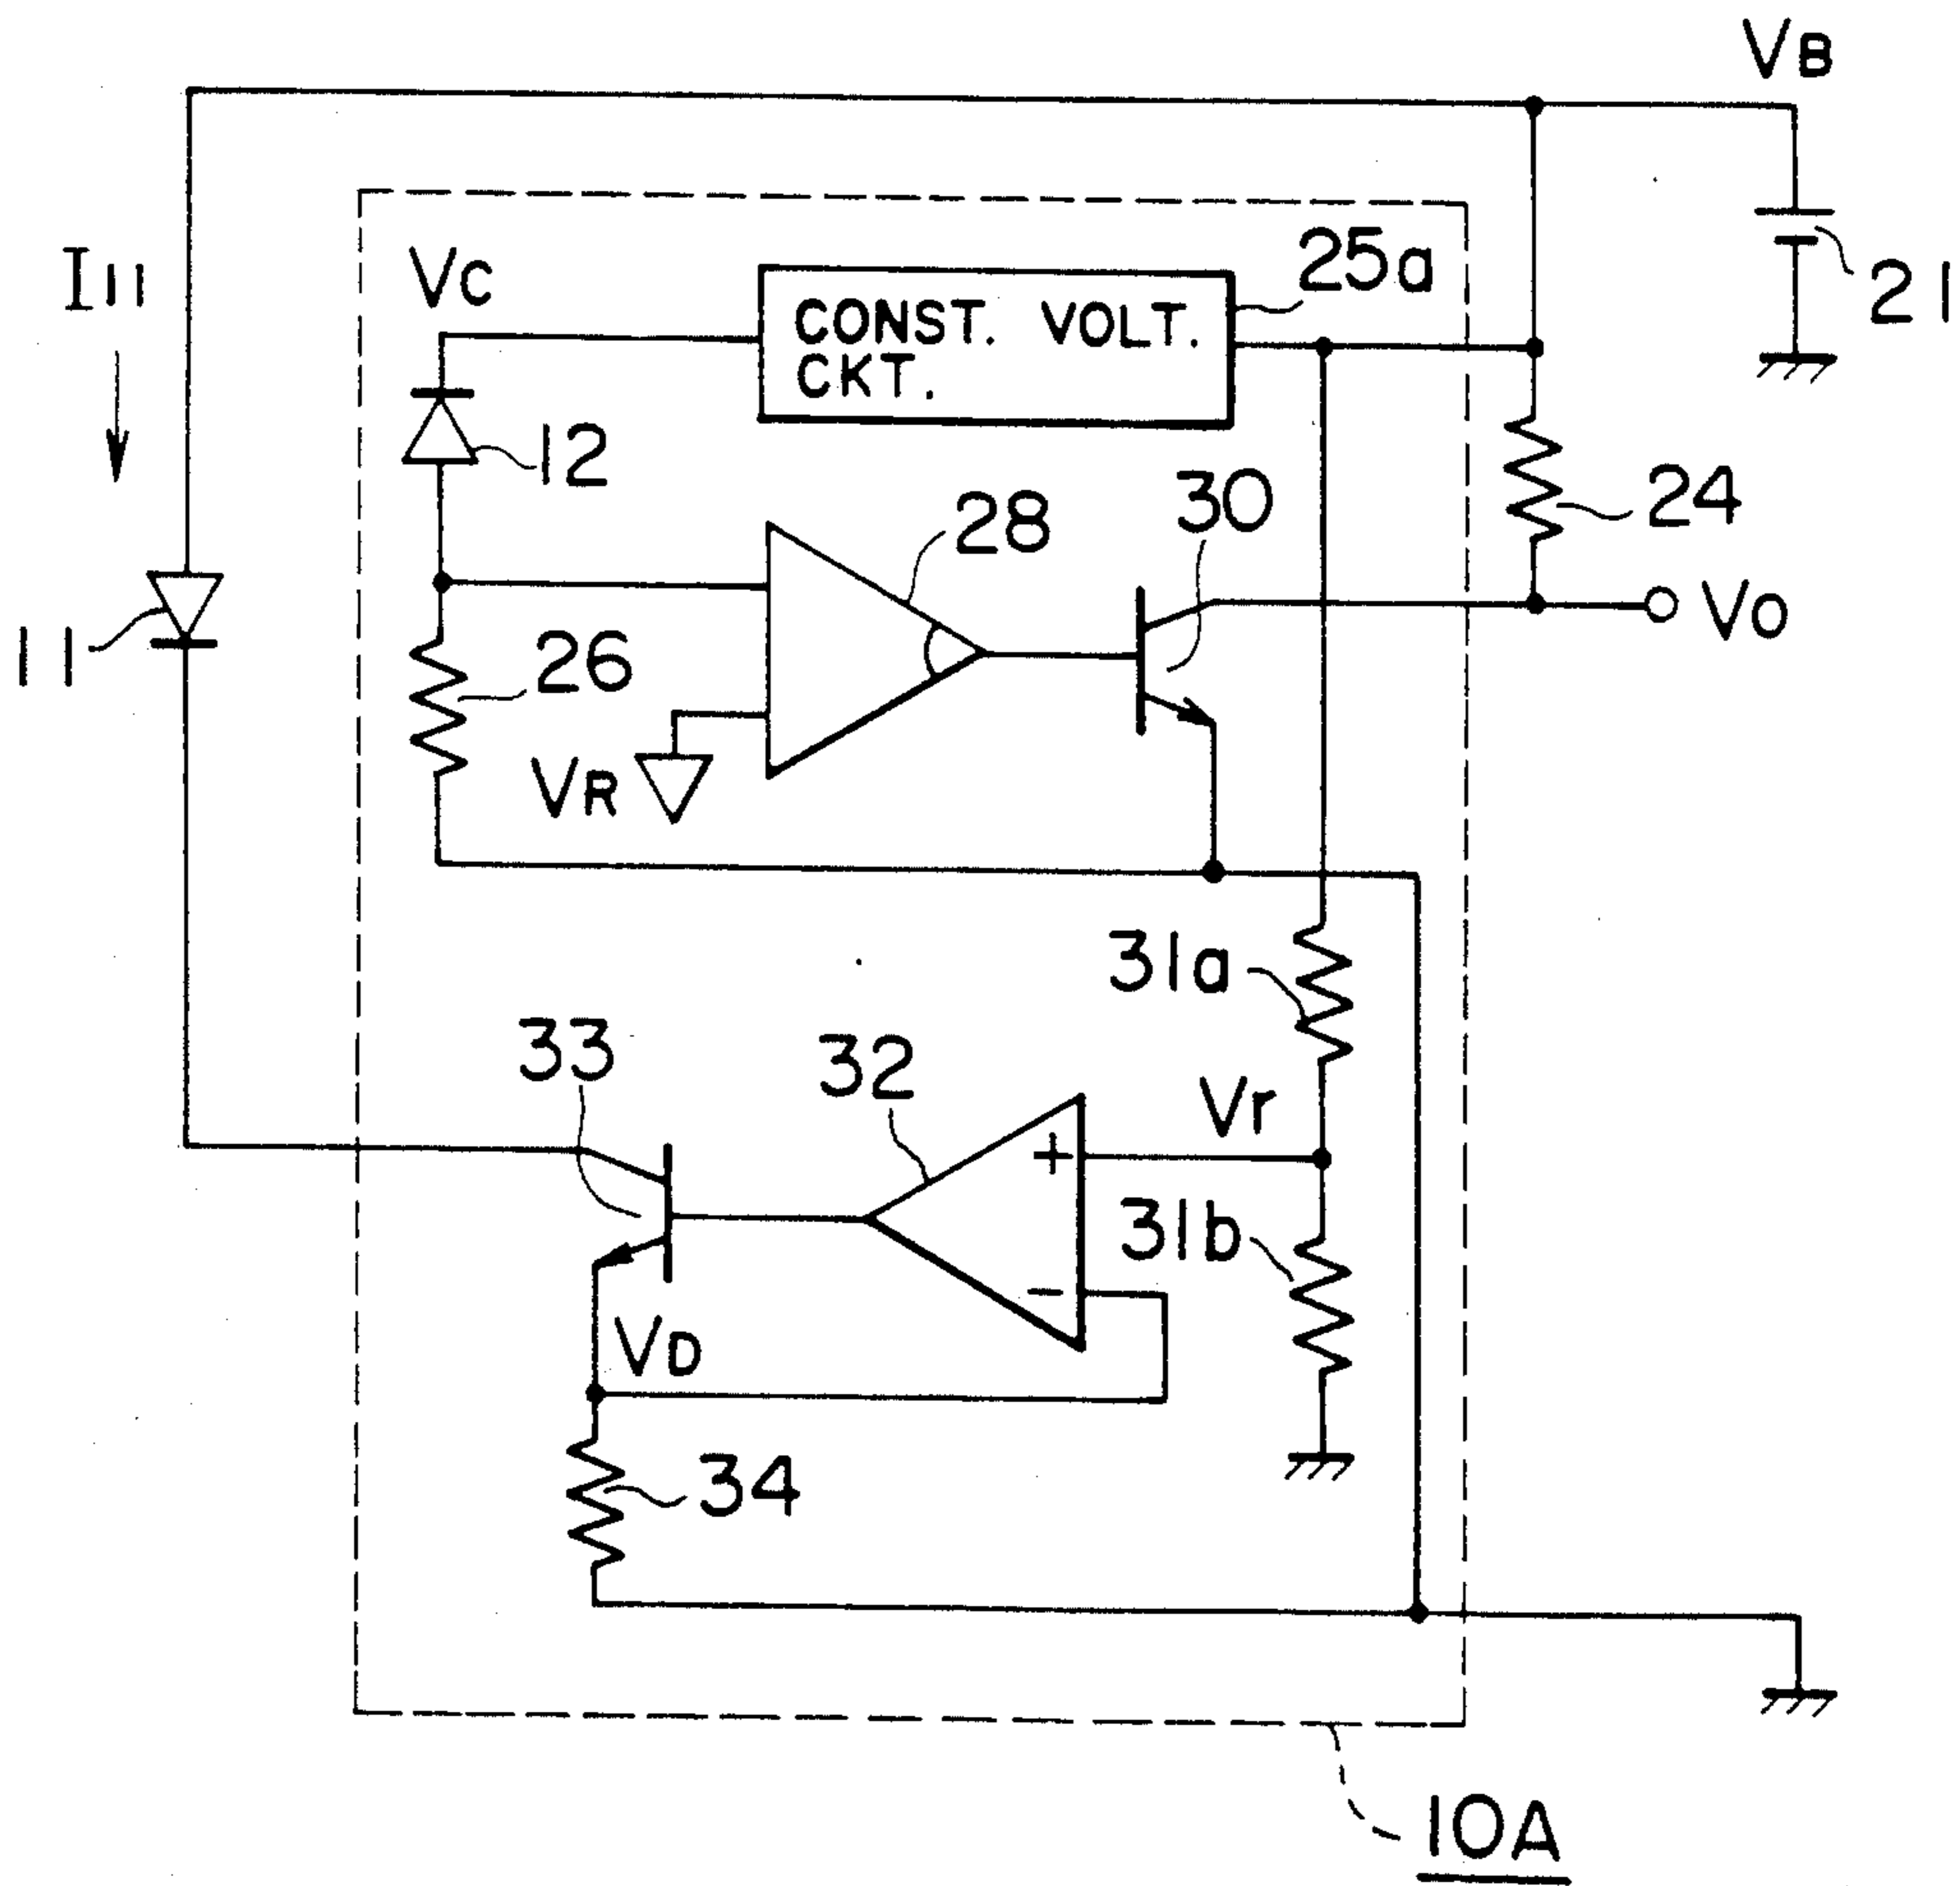 VB
I11
VC
25a
CONST. VOLT.
CKT.
21
12
28
30
24
VO
11
26
VR
31a
33
32
Vr
+
31b
−
VD
34
10A